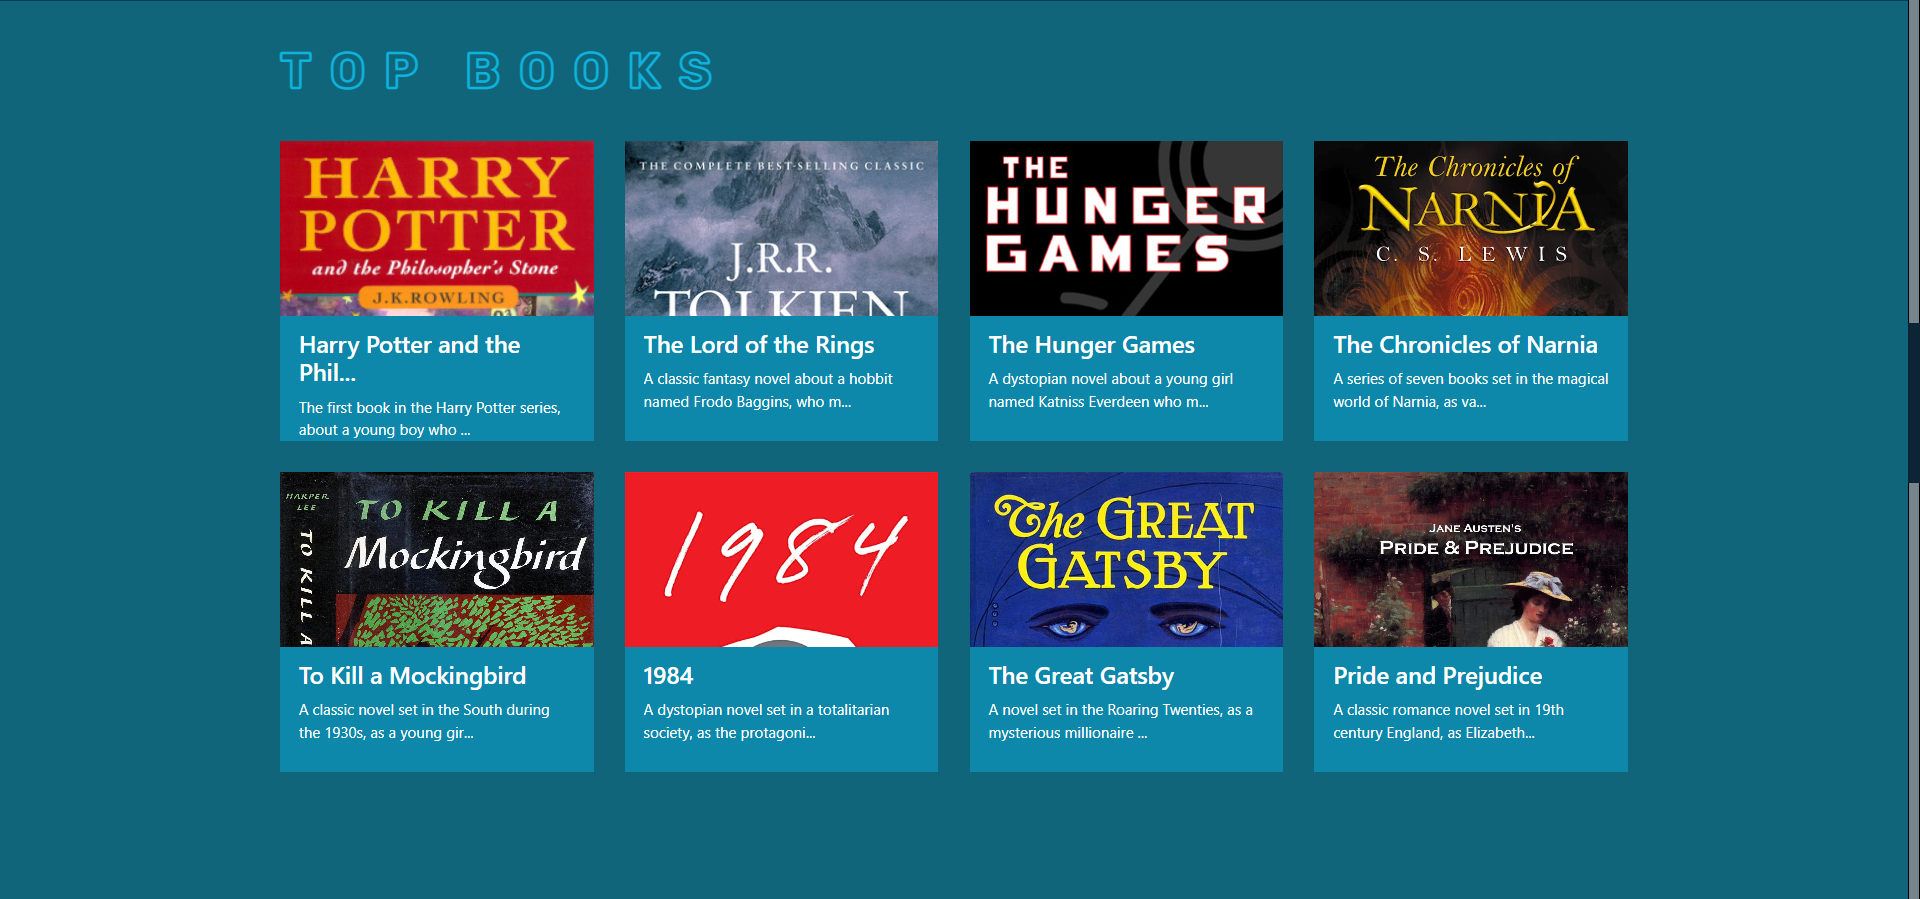 TOP BOOKS
HARRY
POTTER
and the Philosopher's Stone
J.K.ROWLING
Harry Potter and the
Phil...
The first book in the Harry Potter series,
about a young boy who ...
THE COMPLETE BEST-SELLING CLASSIC
J.R.R.
TOLKIEN
The Lord of the Rings
A classic fantasy novel about a hobbit
named Frodo Baggins, who m...
THE
HUNGER
GAMES
The Hunger Games
A dystopian novel about a young girl
named Katniss Everdeen who m...
The Chronicles of
NARNIA
C. S. LEWIS
The Chronicles of Narnia
A series of seven books set in the magical
world of Narnia, as va...
HARPER
LEE
TO KILL A
TO KILL A
Mockingbird
To Kill a Mockingbird
A classic novel set in the South during
the 1930s, as a young gir...
1984
1984
A dystopian novel set in a totalitarian
society, as the protagoni...
The GREAT
GATSBY
The Great Gatsby
A novel set in the Roaring Twenties, as a
mysterious millionaire ...
JANE AUSTEN'S
PRIDE & PREJUDICE
Pride and Prejudice
A classic romance novel set in 19th
century England, as Elizabeth...